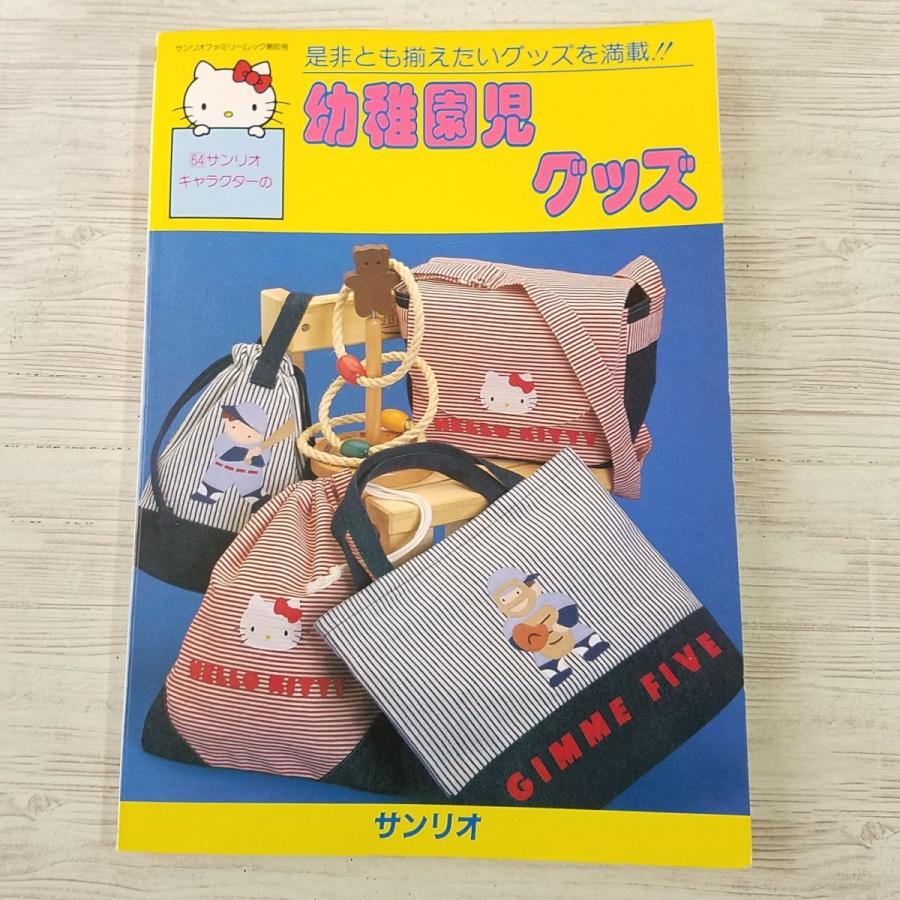 サンリオファミリームック第80号
是非とも揃えたいグッズを満載!!
幼稚園児
グッズ
64サンリオ
キャラクターの
HELLO KITTY
HELLO KITTY
GIMME FIVE
サンリオ